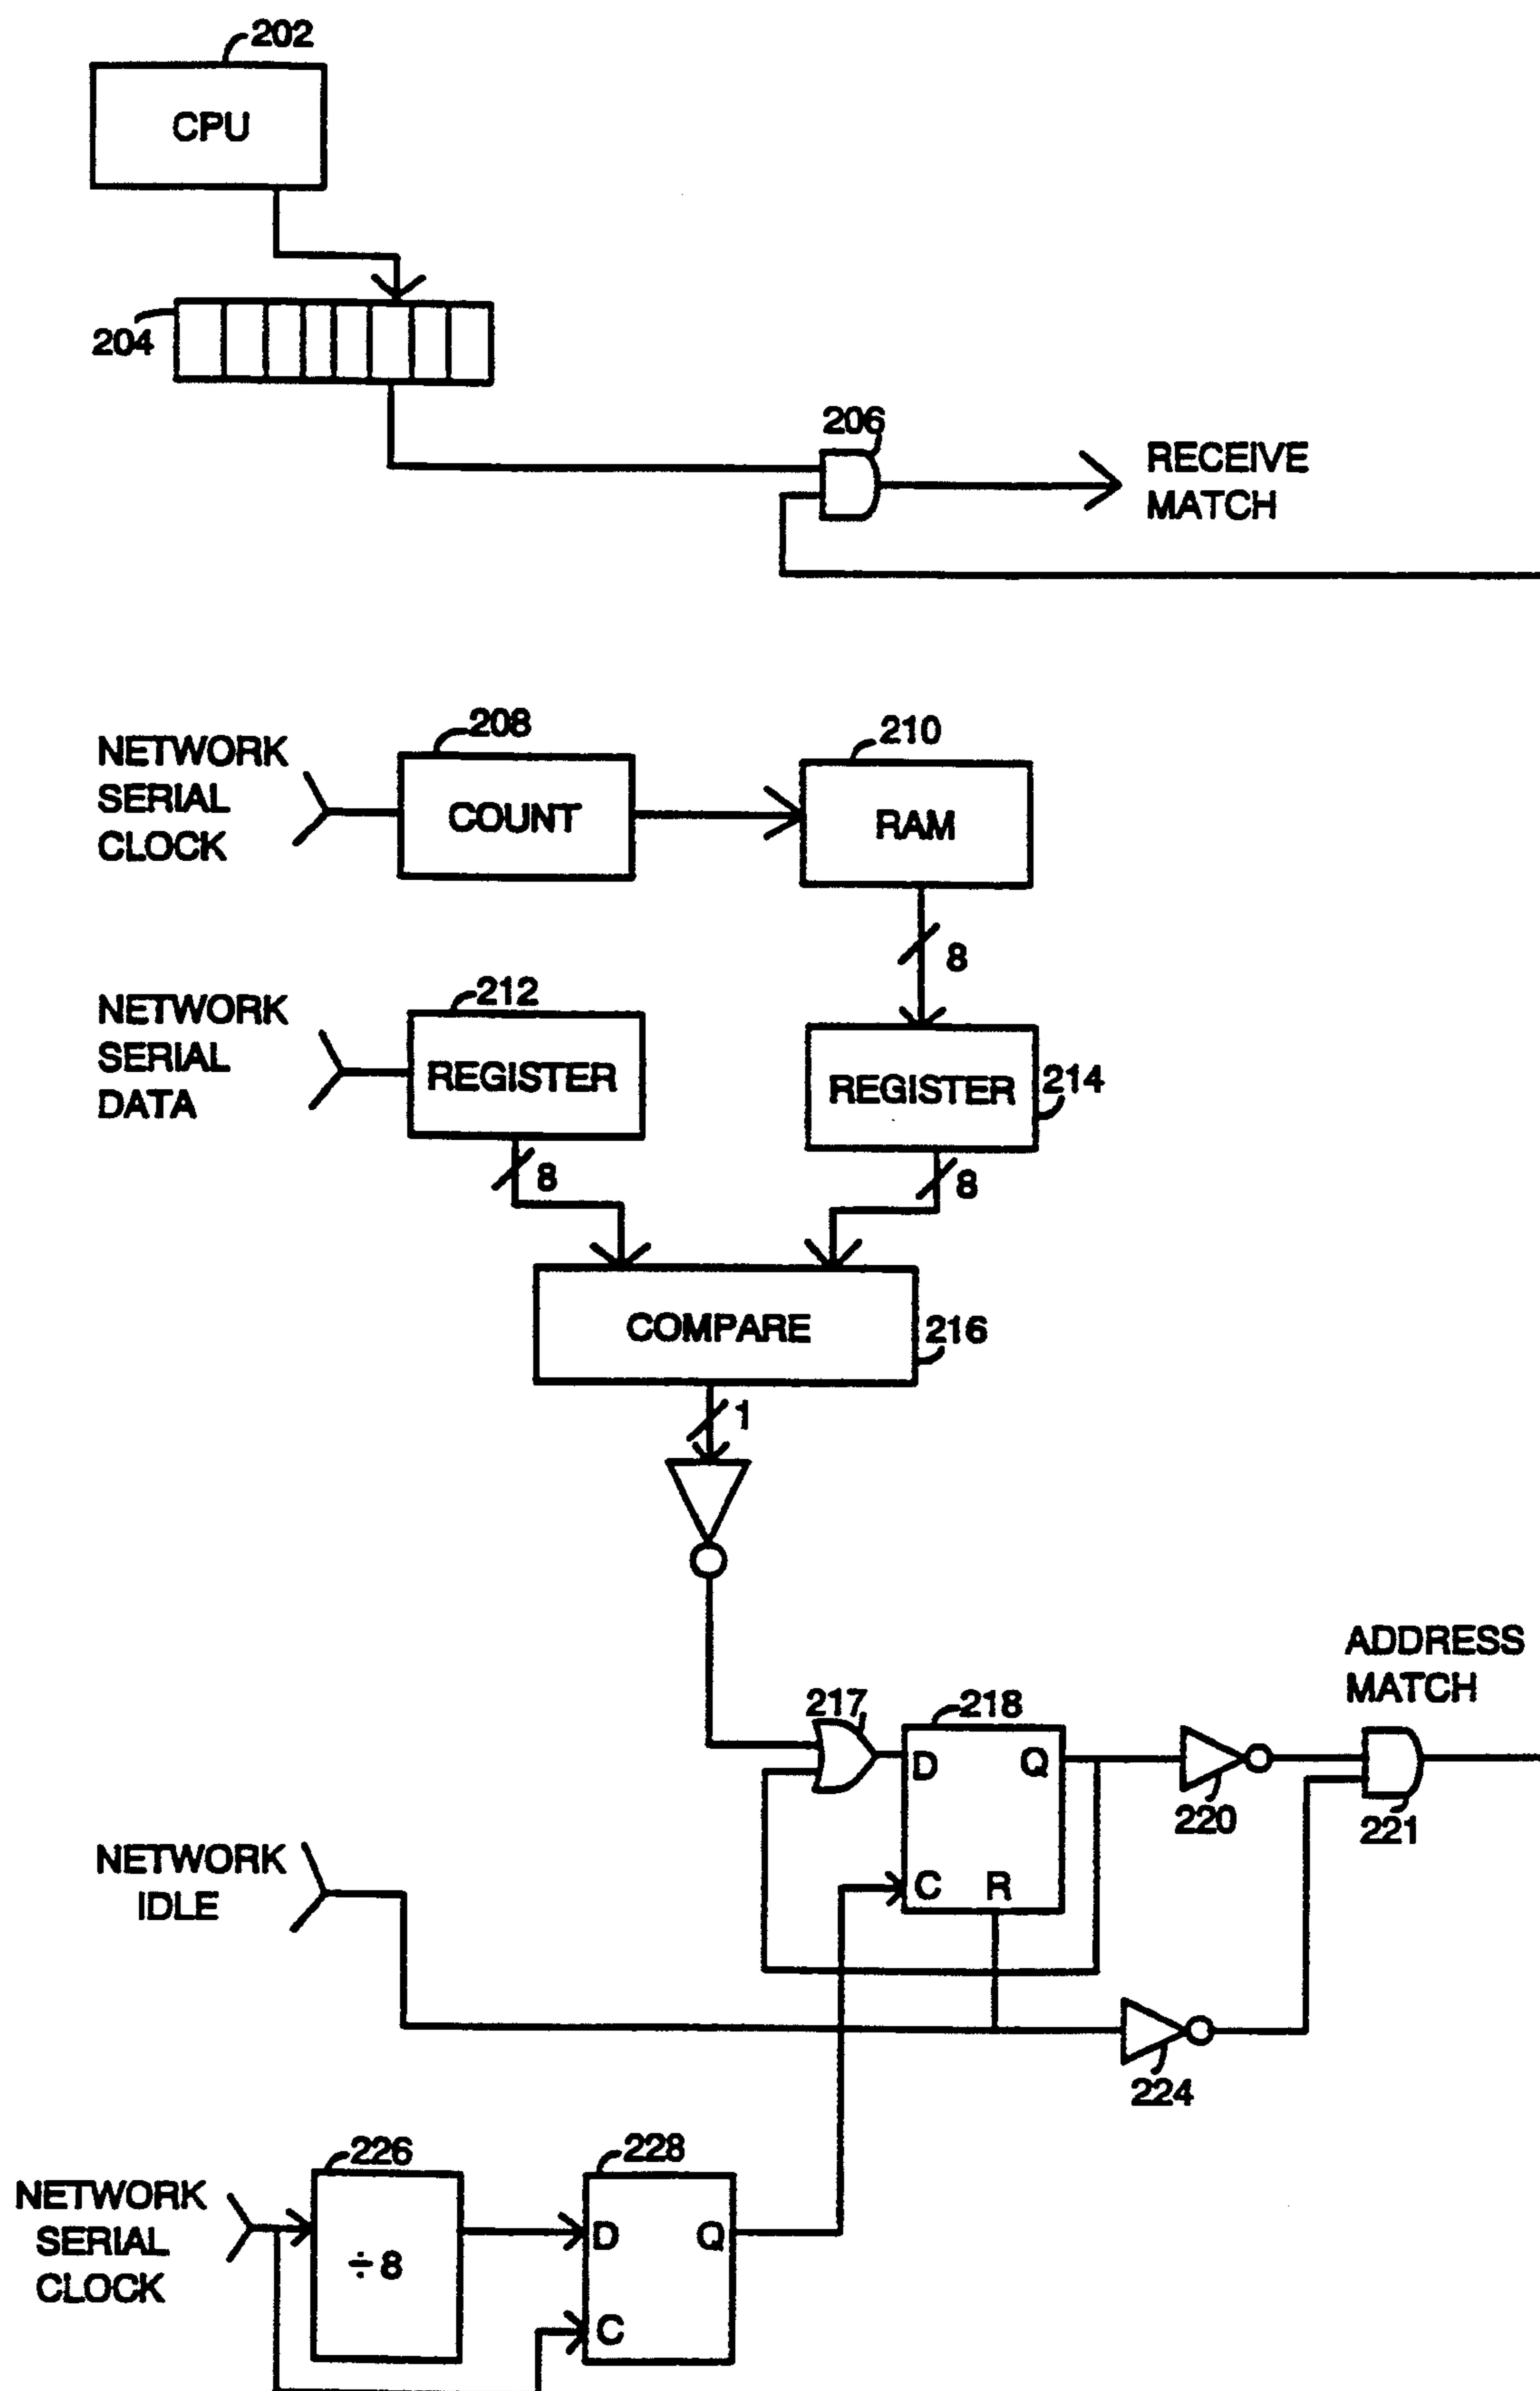 202
CPU
204
206
RECEIVE
MATCH
208
210
NETWORK
SERIAL
CLOCK
COUNT
RAM
8
212
NETWORK
SERIAL
DATA
REGISTER
REGISTER
214
8
8
COMPARE
216
1
ADDRESS
MATCH
217
218
D
Q
220
221
NETWORK
IDLE
C
R
224
226
228
NETWORK
SERIAL
CLOCK
÷8
D
Q
C